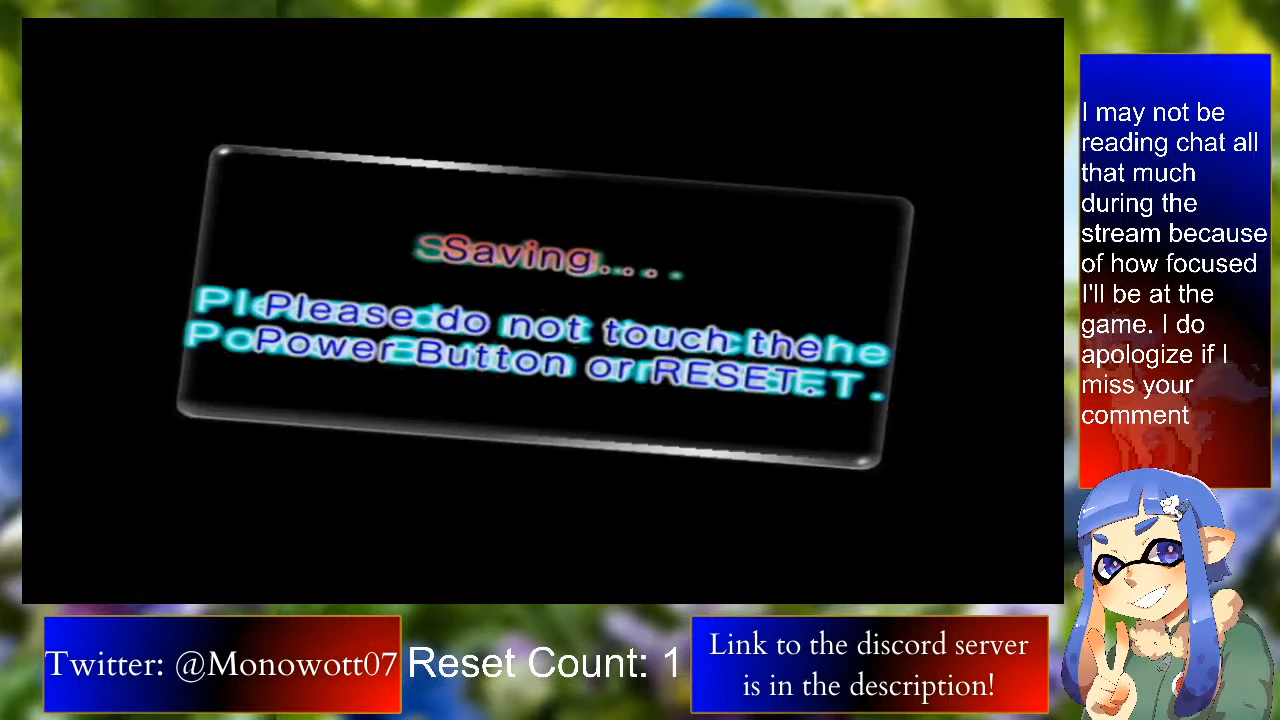 Saving....
Please do not touch the
Power Button or RESET.
I may not be
reading chat all
that much
during the
stream because
of how focused
I'll be at the
game. I do
apologize if I
miss your
comment
Twitter: @Monowott07
Reset Count: 1
Link to the discord server
is in the description!